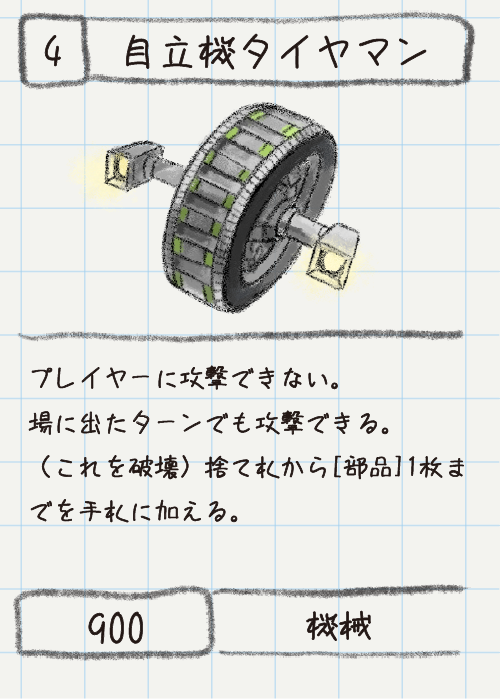 4
自立機タイヤマン
プレイヤーに攻撃できない。
場に出たターンでも攻撃できる。
（これを破壊）捨て札から[部品]1枚ま
でを手札に加える。
900
機械